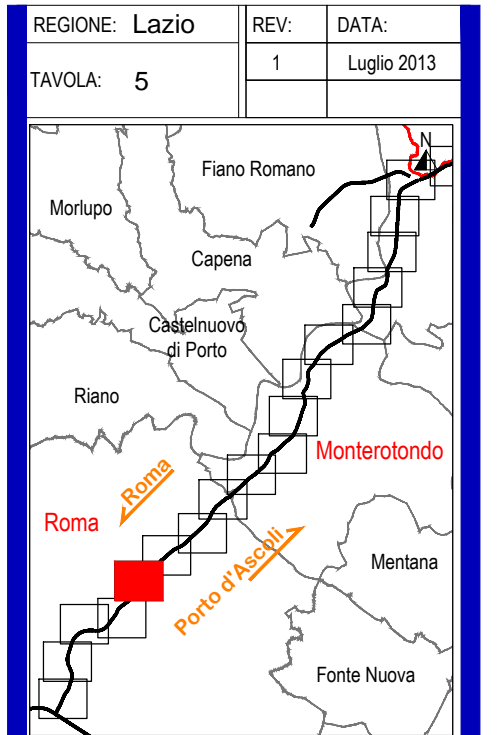 REGIONE: Lazio
REV:
DATA:
1
Luglio 2013
TAVOLA: 5
N
Fiano Romano
Morlupo
Capena
Castelnuovo
di Porto
Riano
Monterotondo
Roma
Roma
Porto d'Ascoli
Mentana
Fonte Nuova